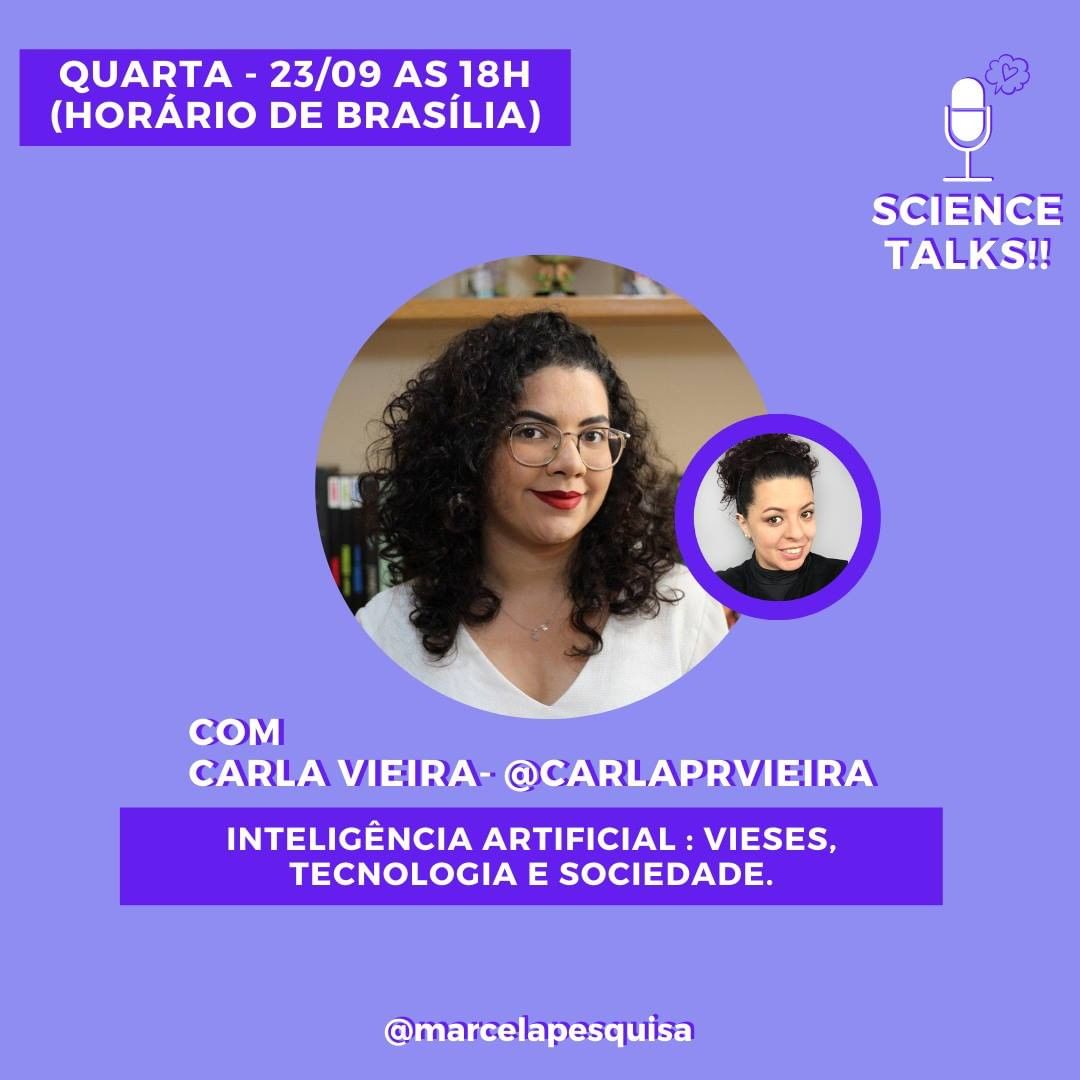 QUARTA - 23/09 AS 18H
(HORÁRIO DE BRASÍLIA)
SCIENCE
TALKS!!
COM
CARLA VIEIRA- @CARLAPRVIEIRA
INTELIGÊNCIA ARTIFICIAL : VIESES,
TECNOLOGIA E SOCIEDADE.
@marcelapesquisa